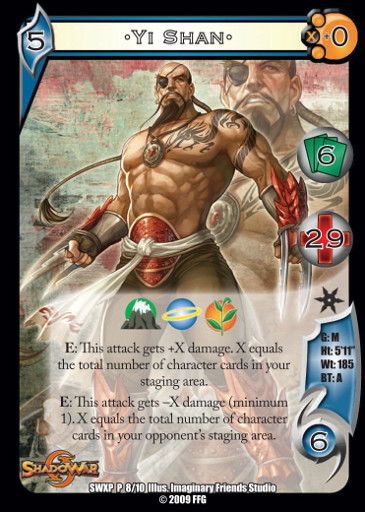 5
·Yi Shan·
X ·0
6
29
E: This attack gets +X damage. X equals
the total number of character cards in your
staging area.
E: This attack gets –X damage (minimum
1). X equals the total number of character
cards in your opponent's staging area.
G: M
Ht: 5'11"
Wt: 185
BT: A
6
ShadoWar
SWXP_P_8/10 Illus. Imaginary Friends Studio
© 2009 FFG